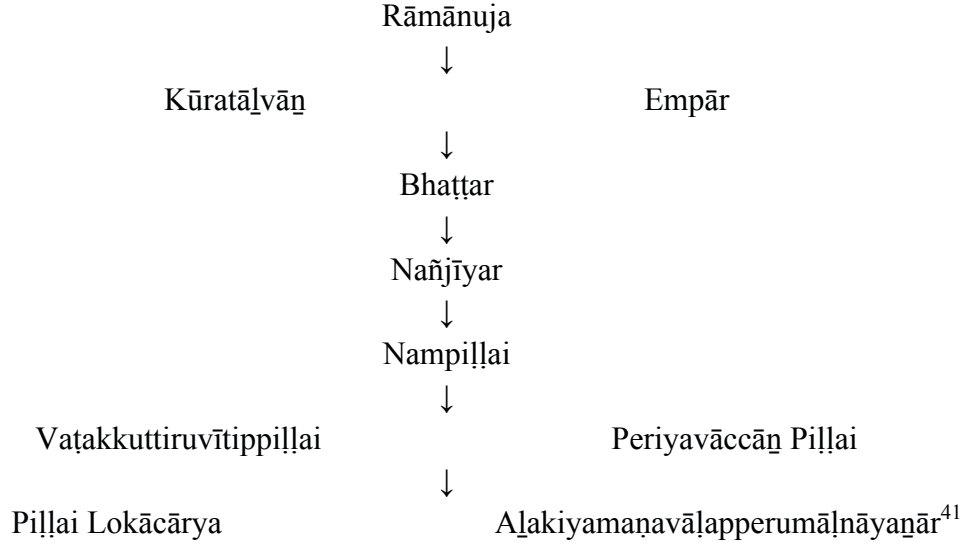 Rāmānuja
↓
Kūratāḻvāṉ Empār
↓
Bhaṭṭar
↓
Nañjīyar
↓
Nampiḷḷai
↓
Vaṭakkuttiruvītippiḷḷai Periyavāccāṉ Piḷḷai
↓
Piḷḷai Lokācārya Aḻakiyamaṇavāḷapperumāḷnāyaṉār41